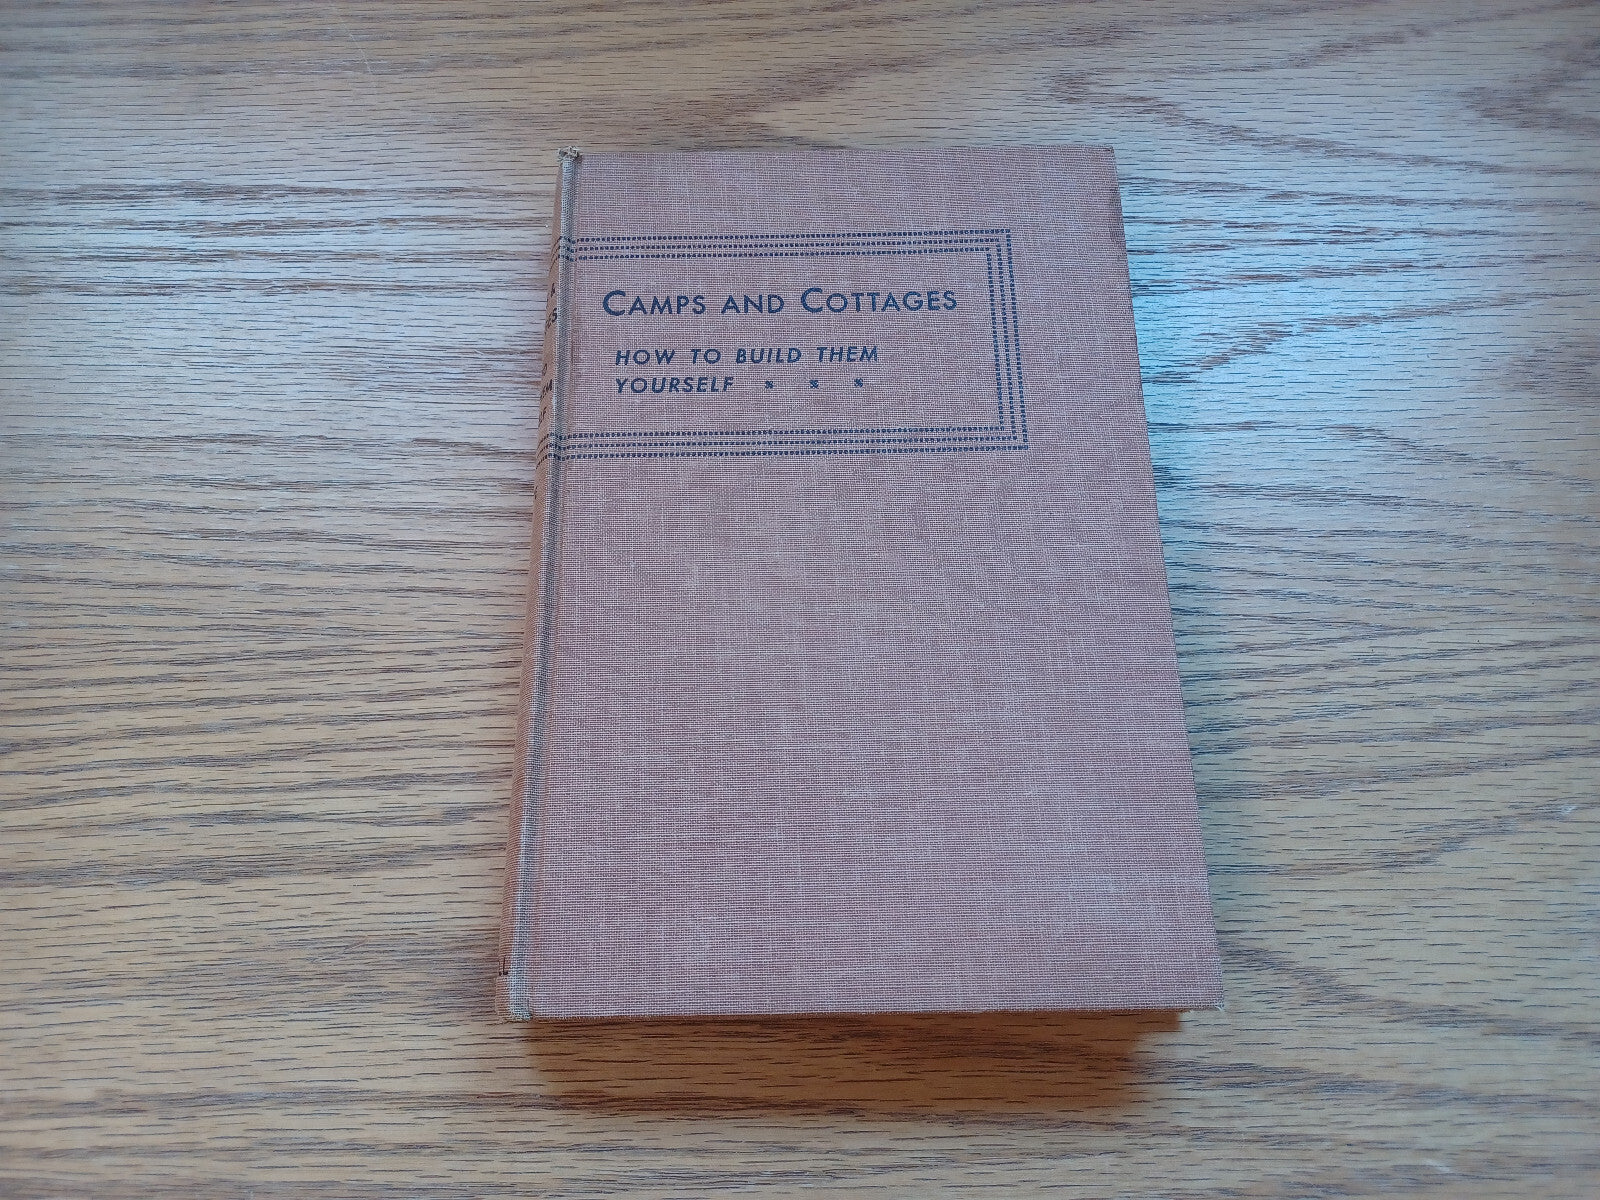 CAMPS AND COTTAGES
HOW TO BUILD THEM
YOURSELF